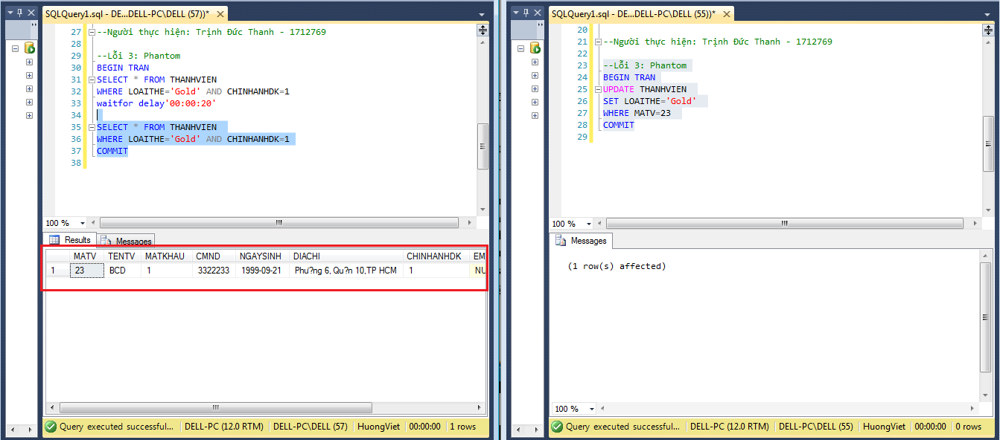 SQLQuery1.sql - DE...DELL-PC\DELL (57))*
27 --Người thực hiện: Trịnh Đức Thanh - 1712769
28
29 --Lỗi 3: Phantom
30 BEGIN TRAN
31 SELECT * FROM THANHVIEN
32 WHERE LOAITHE='Gold' AND CHINHANHDK=1
33 waitfor delay'00:00:20'
34
35 SELECT * FROM THANHVIEN
36 WHERE LOAITHE='Gold' AND CHINHANHDK=1
37 COMMIT
38
100 %
Results Messages
MATV TENTV MATKHAU CMND NGAYSINH DIACHI CHINHANHDK EM
1 23 BCD 1 3322233 1999-09-21 Phu?ng 6, Qu?n 10,TP HCM 1 NU
Query executed successful... DELL-PC (12.0 RTM) DELL-PC\DELL (57) HuongViet 00:00:00 1 rows
SQLQuery1.sql - DE...DELL-PC\DELL (55))*
20
21 --Người thực hiện: Trịnh Đức Thanh - 1712769
22
23 --Lỗi 3: Phantom
24 BEGIN TRAN
25 UPDATE THANHVIEN
26 SET LOAITHE='Gold'
27 WHERE MATV=23
28 COMMIT
29
100 %
Messages
(1 row(s) affected)
100 %
Query executed successful... DELL-PC (12.0 RTM) DELL-PC\DELL (55) HuongViet 00:00:00 0 rows